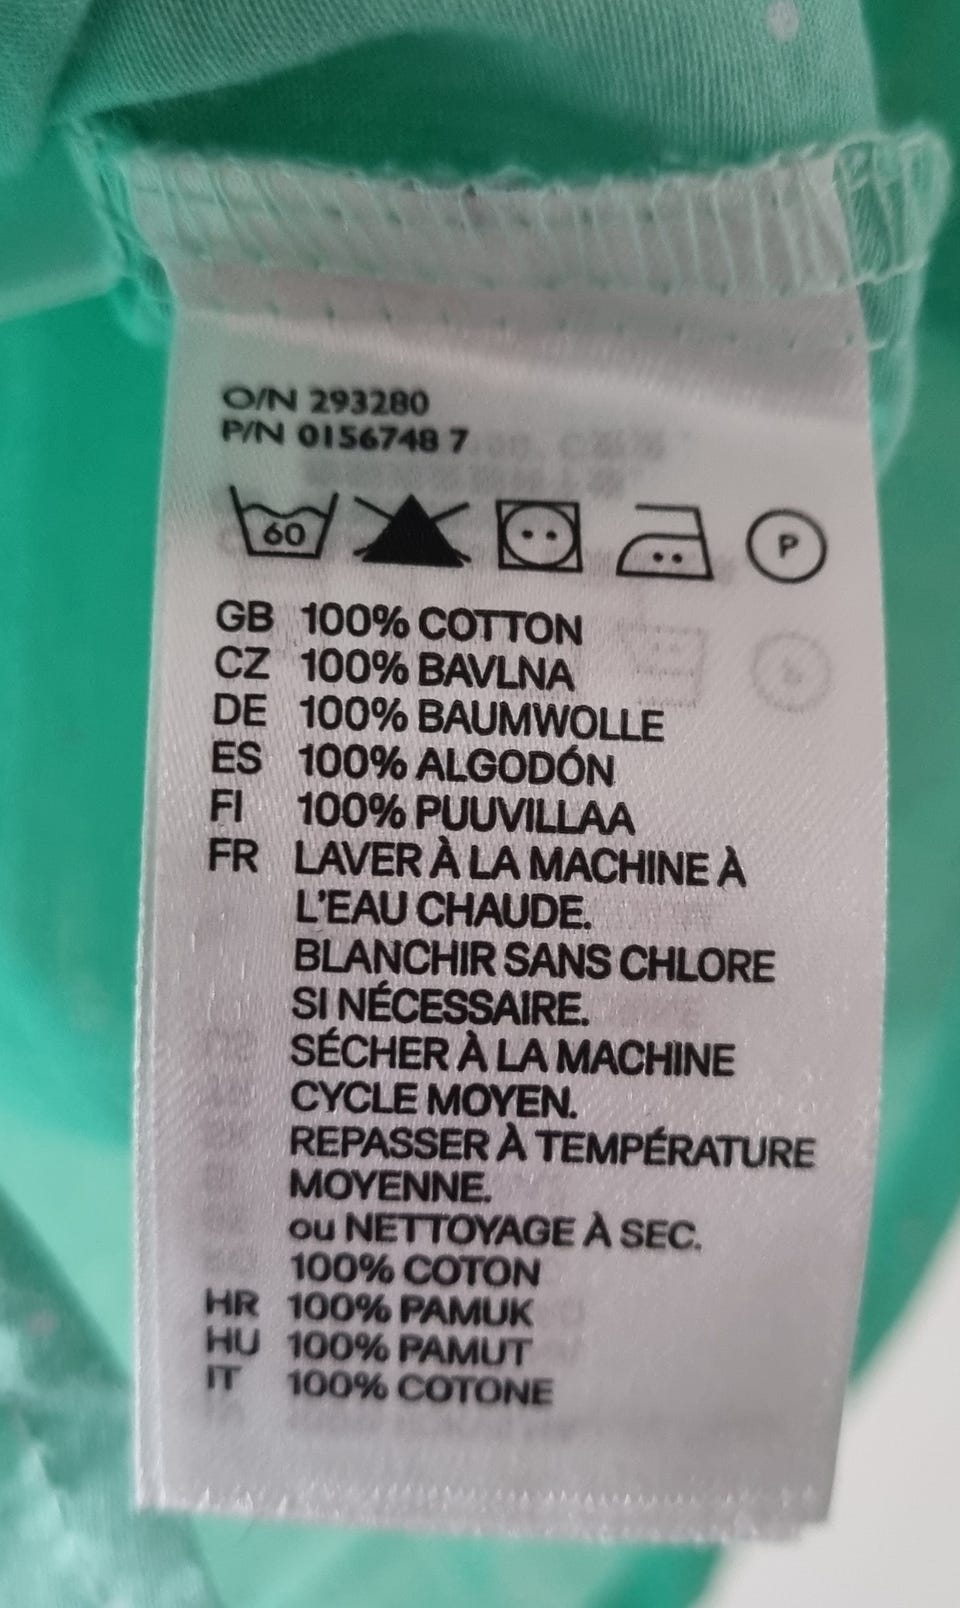 O/N 293280
P/N 0156748 7
60 P
GB 100% COTTON
CZ 100% BAVLNA
DE 100% BAUMWOLLE
ES 100% ALGODÓN
FI 100% PUUVILLAA
FR LAVER À LA MACHINE À
L'EAU CHAUDE.
BLANCHIR SANS CHLORE
SI NÉCESSAIRE.
SÉCHER À LA MACHINE
CYCLE MOYEN.
REPASSER À TEMPÉRATURE
MOYENNE.
ou NETTOYAGE À SEC.
100% COTON
HR 100% PAMUK
HU 100% PAMUT
IT 100% COTONE